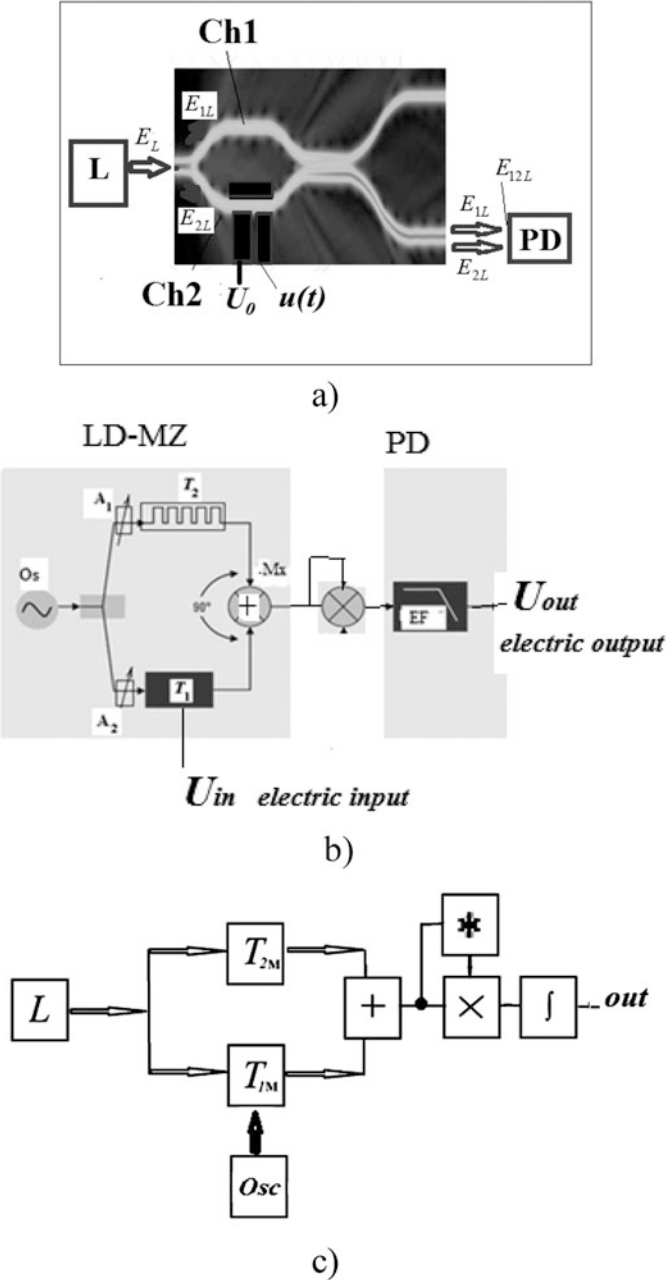 Ch1
E1L
EL
L
E12L
E1L
PD
E2L
E2L
Ch2
U0
u(t)
a)
LD-MZ
PD
A1
T2
Os
-Mx
90°
+
EF
Uout
electric output
T1
A2
Uin electric input
b)
*
T2M
L
+
×
∫
out
T1M
Osc
c)